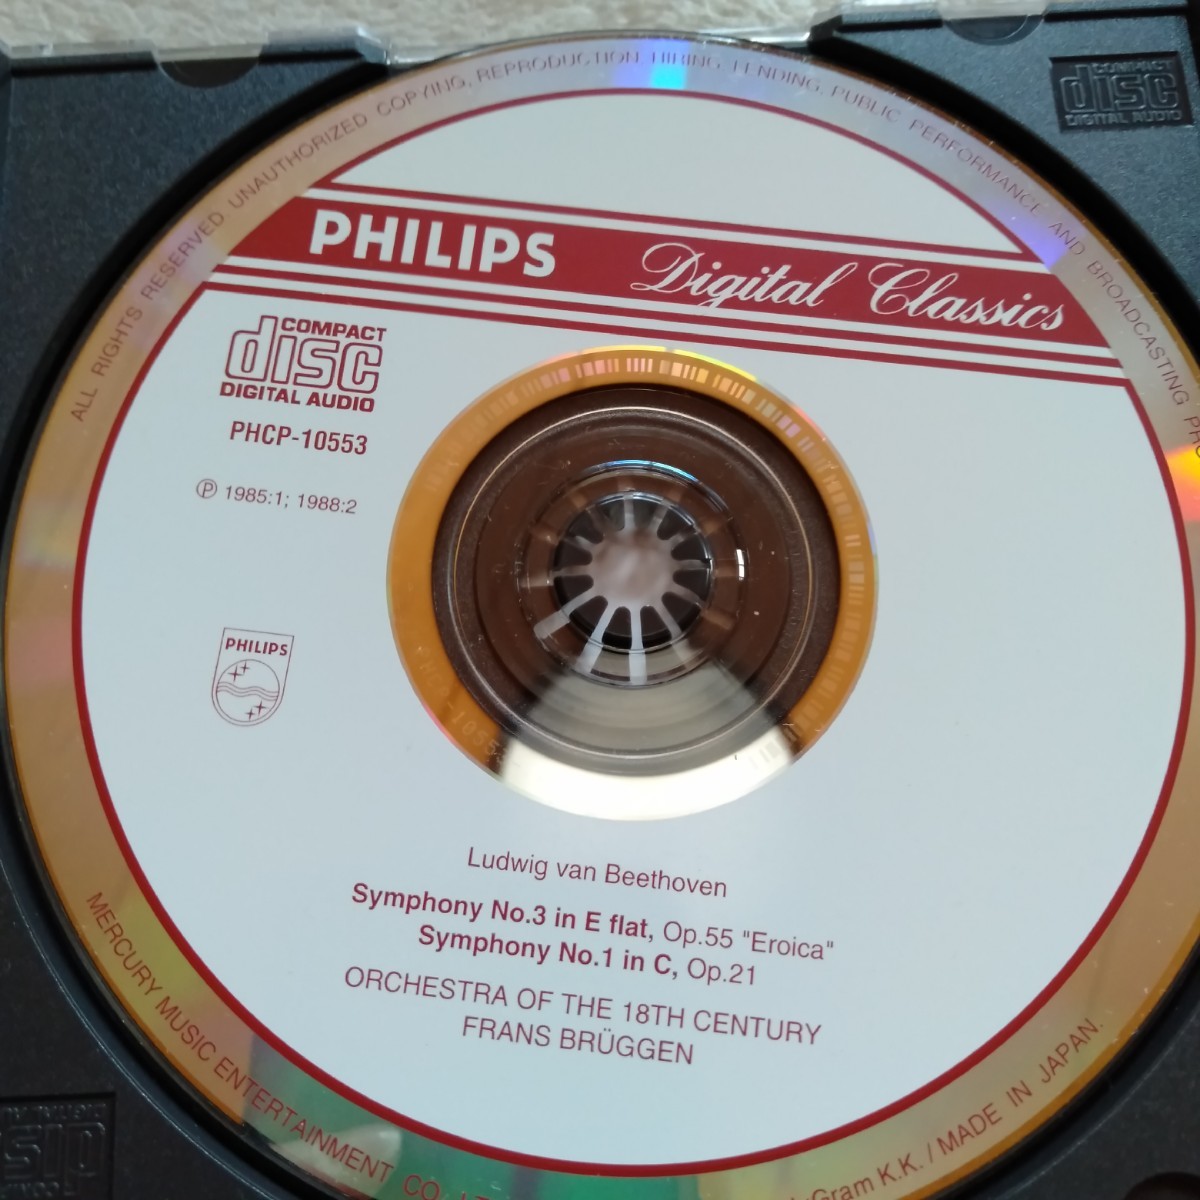 ALL RIGHTS RESERVED. UNAUTHORIZED COPYING, REPRODUCTION, HIRING, LENDING, PUBLIC PERFORMANCE AND BROADCASTING
PHILIPS Digital Classics
COMPACT
disc
DIGITAL AUDIO
PHCP-10553
Ⓟ 1985:1; 1988:2
PHILIPS
Ludwig van Beethoven
Symphony No.3 in E flat, Op.55 "Eroica"
Symphony No.1 in C, Op.21
ORCHESTRA OF THE 18TH CENTURY
FRANS BRÜGGEN
MERCURY MUSIC ENTERTAINMENT CO.
K.K. / MADE IN JAPAN.
COMPACT
disc
DIGITAL AUDIO